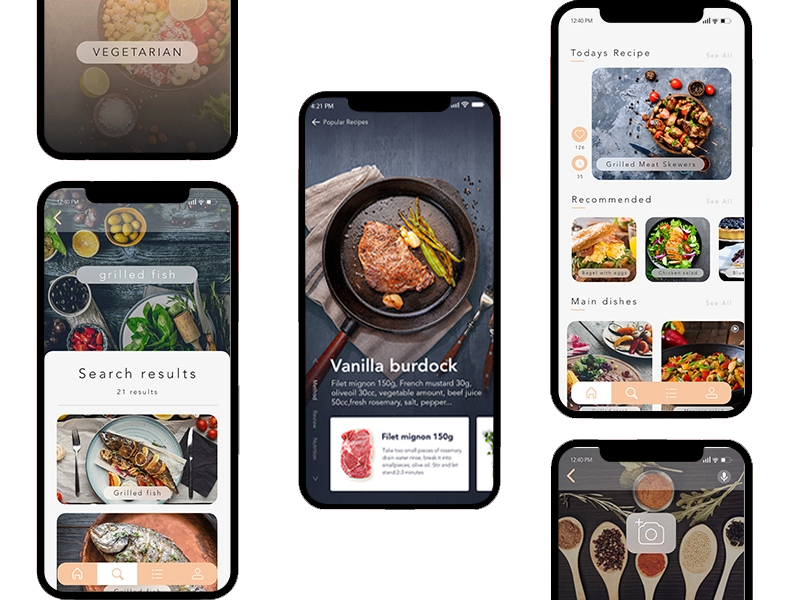 VEGETARIAN
12:40 PM
grilled fish
Search results
21 results
Grilled fish
4:21 PM
Popular Recipes
Vanilla burdock
Filet mignon 150g, French mustard 30g,
oliveoil 30cc, vegetable amount, beef juice
50cc,fresh rosemary, salt, pepper...
Method
Review
Nutrition
Filet mignon 150g
Take two small pieces of rosemary
drain water rinse, break it into
smallpieces, olive oil. Stir and let
stand.2-3 minutes
12:40 PM
Todays Recipe
See All
126
35
Grilled Meat Skewers
Recommended
See All
Bagel with eggs
Chicken salad
Blue
Main dishes
See All
12:40 PM